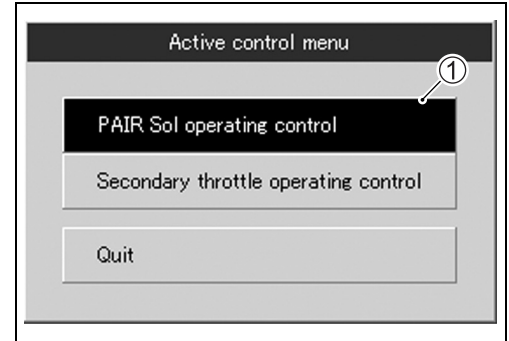 Active control menu
①
PAIR Sol operating control
Secondary throttle operating control
Quit